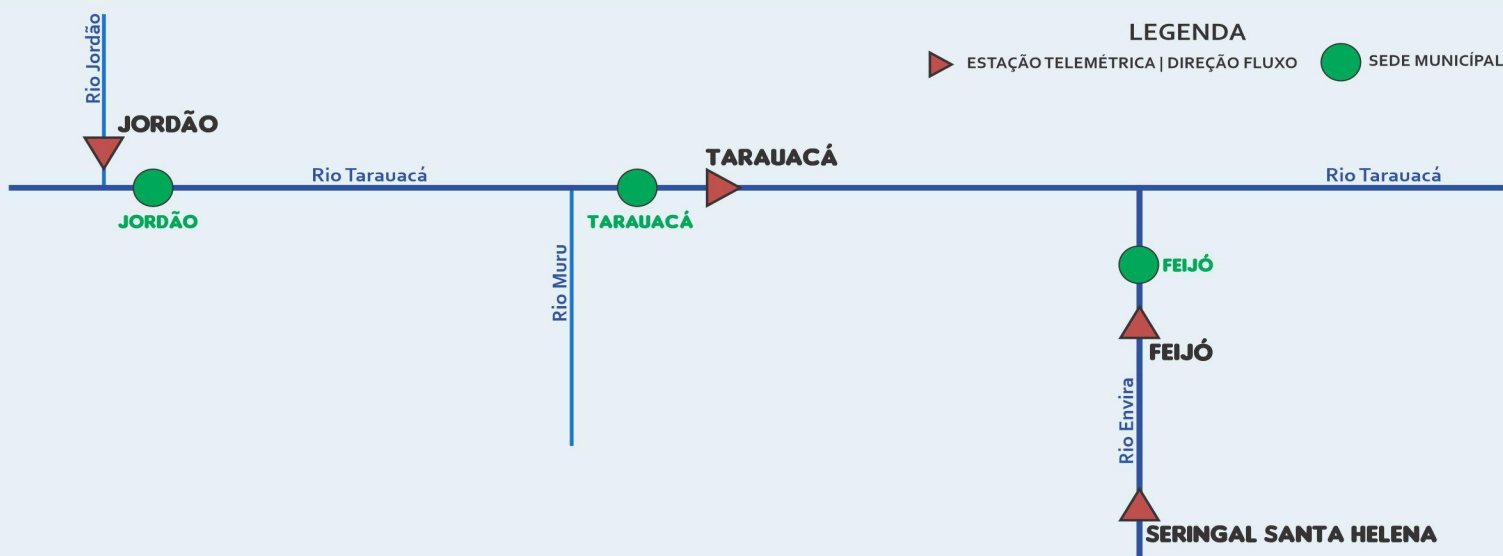 LEGENDA
ESTAÇÃO TELEMÉTRICA | DIREÇÃO FLUXO
SEDE MUNICÍPAL
Rio Jordão
JORDÃO
JORDÃO
Rio Tarauacá
TARAUACÁ
TARAUACÁ
Rio Tarauacá
Rio Muru
FEIJÓ
FEIJÓ
Rio Envira
SERINGAL SANTA HELENA